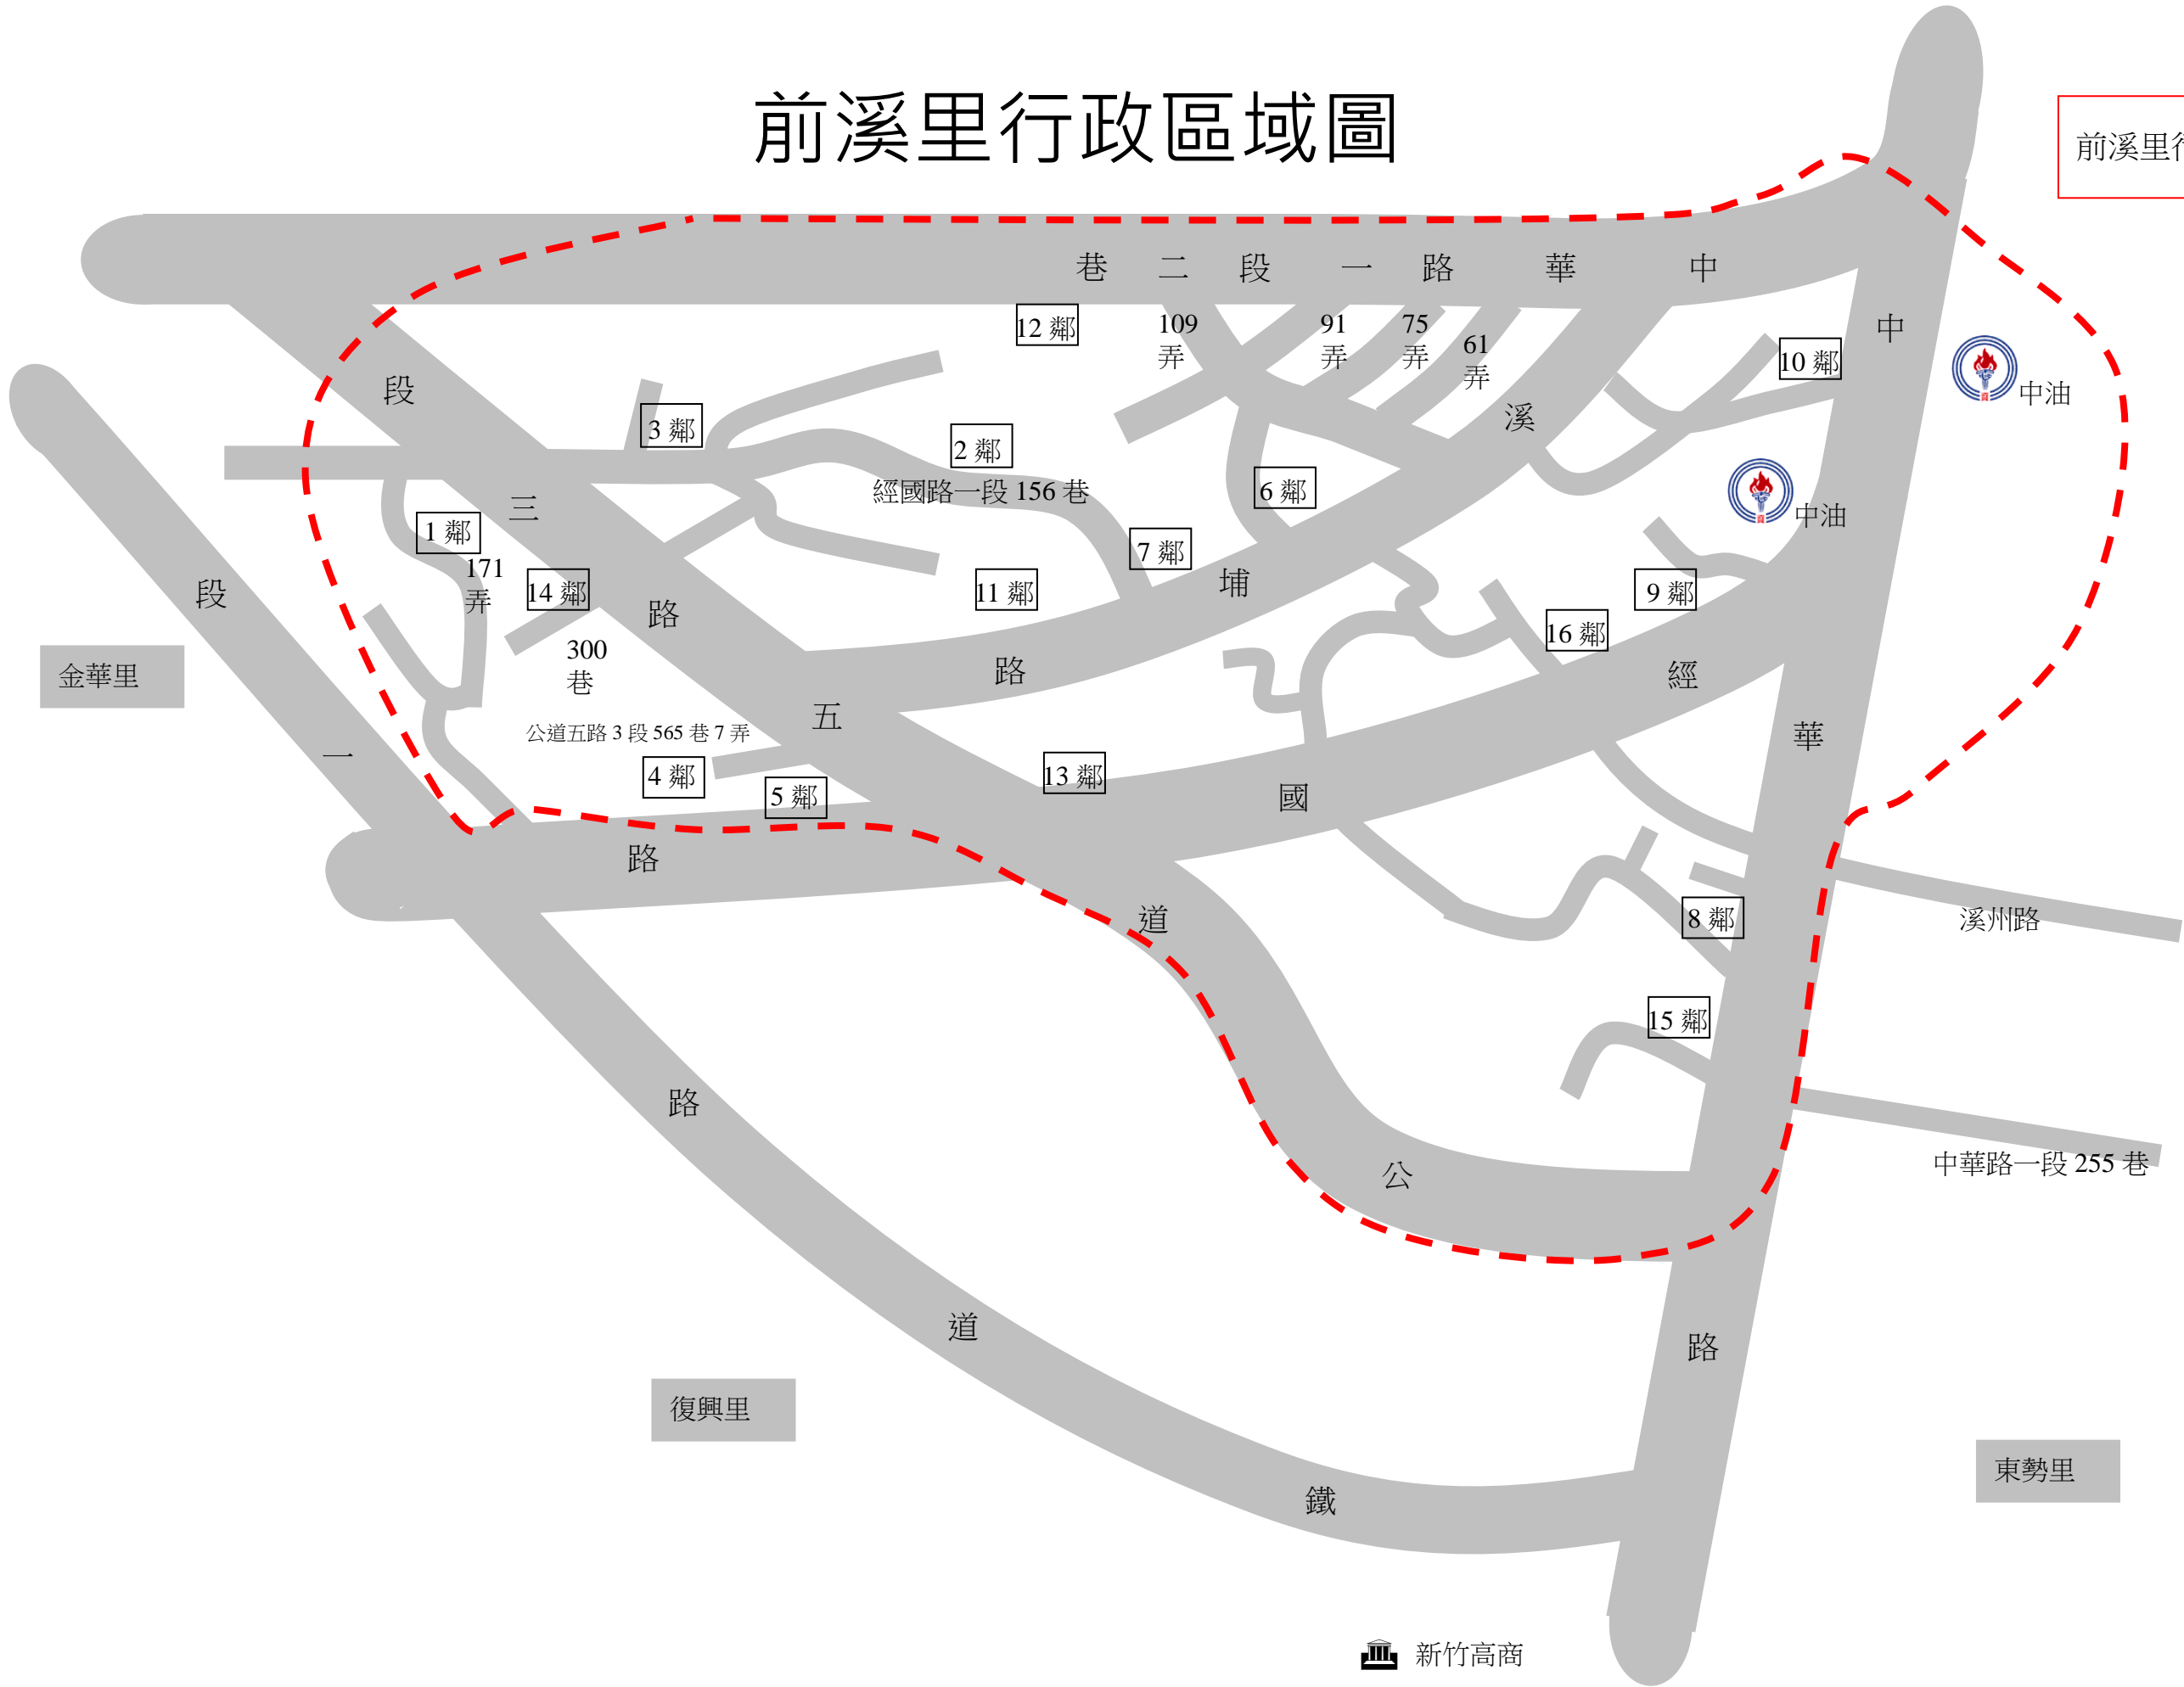 前溪里行政區域圖
前溪里行
中華路一段二巷
12 鄰
109
弄
91
弄
75
弄
61
弄
10 鄰
中油
中油
3 鄰
2 鄰
經國路一段 156 巷
6 鄰
7 鄰
1 鄰
171
弄
14 鄰
300
巷
11 鄰
9 鄰
16 鄰
溪埔路
金華里
公道五路 3 段 565 巷 7 弄
4 鄰
5 鄰
13 鄰
8 鄰
15 鄰
公道五路三段
經國路
一段
中華路
溪州路
中華路一段 255 巷
鐵道路
復興里
東勢里
新竹高商